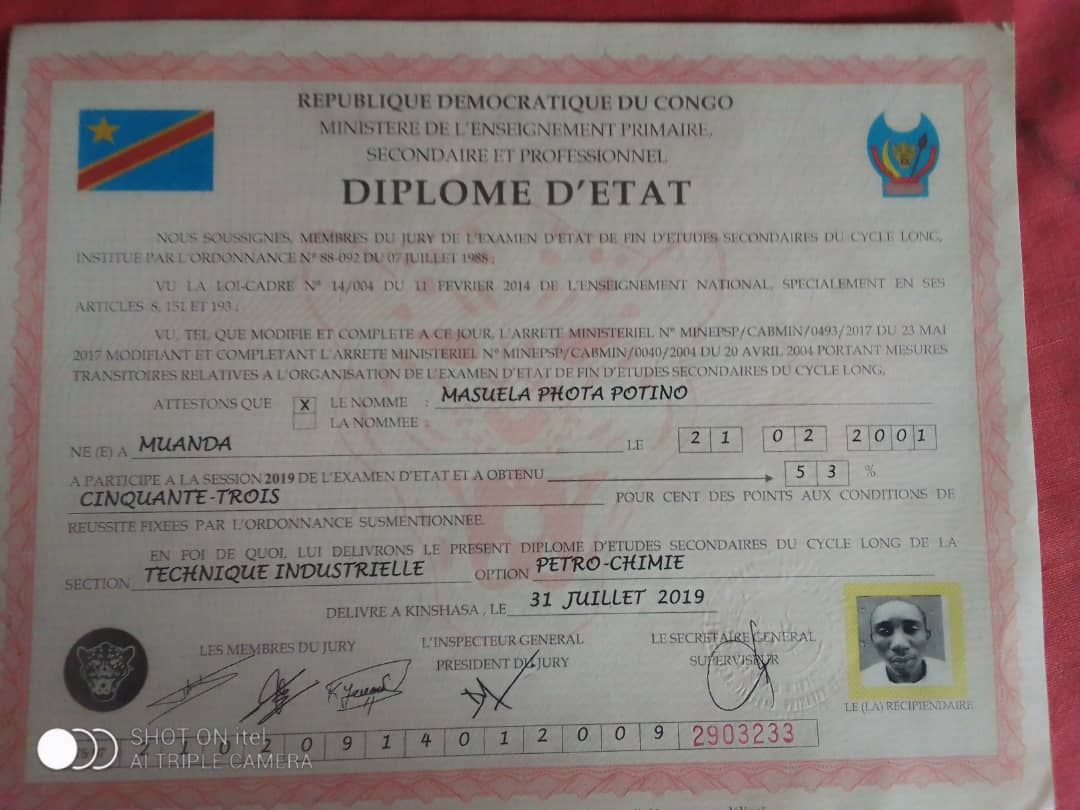 REPUBLIQUE DEMOCRATIQUE DU CONGO
MINISTERE DE L'ENSEIGNEMENT PRIMAIRE,
SECONDAIRE ET PROFESSIONNEL
DIPLOME D'ETAT
NOUS SOUSSIGNES, MEMBRES DU JURY DE L'EXAMEN D'ETAT DE FIN D'ETUDES SECONDAIRES DU CYCLE LONG,
INSTITUE PAR L'ORDONNANCE N° 88-092 DU 07 JUILLET 1988 ;
VU LA LOI-CADRE N° 14/004 DU 11 FEVRIER 2014 DE L'ENSEIGNEMENT NATIONAL, SPECIALEMENT EN SES
ARTICLES 8, 151 ET 193 ;
VU, TEL QUE MODIFIE ET COMPLETE A CE JOUR, L'ARRETE MINISTERIEL N° MINEPSP/CABMIN/0493/2017 DU 23 MAI
2017 MODIFIANT ET COMPLETANT L'ARRETE MINISTERIEL N° MINEPSP/CABMIN/0040/2004 DU 20 AVRIL 2004 PORTANT MESURES
TRANSITOIRES RELATIVES A L'ORGANISATION DE L'EXAMEN D'ETAT DE FIN D'ETUDES SECONDAIRES DU CYCLE LONG,
ATTESTONS QUE X LE NOMME : MASUELA PHOTA POTINO
LA NOMMEE :
NE (E) A MUANDA LE 21 02 2001
A PARTICIPE A LA SESSION 2019 DE L'EXAMEN D'ETAT ET A OBTENU 53 %
CINQUANTE-TROIS POUR CENT DES POINTS AUX CONDITIONS DE
REUSSITE FIXEES PAR L'ORDONNANCE SUSMENTIONNEE.
EN FOI DE QUOI, LUI DELIVRONS LE PRESENT DIPLOME D'ETUDES SECONDAIRES DU CYCLE LONG DE LA
SECTION TECHNIQUE INDUSTRIELLE OPTION PETRO-CHIMIE
DELIVRE A KINSHASA, LE 31 JUILLET 2019
LES MEMBRES DU JURY
L'INSPECTEUR GENERAL
PRESIDENT DU JURY
LE SECRETAIRE GENERAL
SUPERVISEUR
LE (LA) RECIPIENDAIRE
2 1 0 2 0 9 1 4 0 1 2 0 0 9 2903233
SHOT ON itel
AI TRIPLE CAMERA